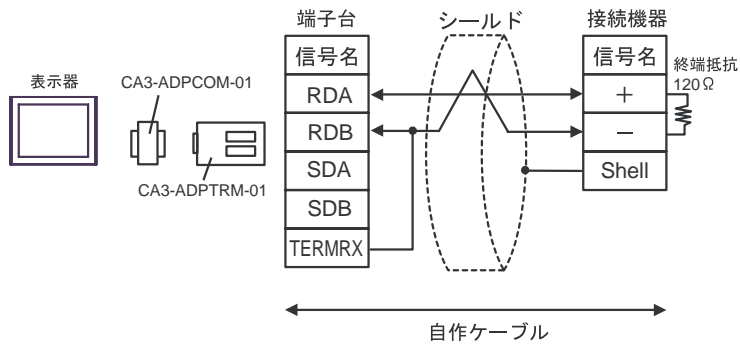 端子台
シールド
接続機器
信号名
信号名
終端抵抗
120Ω
表示器
CA3-ADPCOM-01
RDA
+
RDB
−
SDA
Shell
CA3-ADPTRM-01
SDB
TERMRX
自作ケーブル